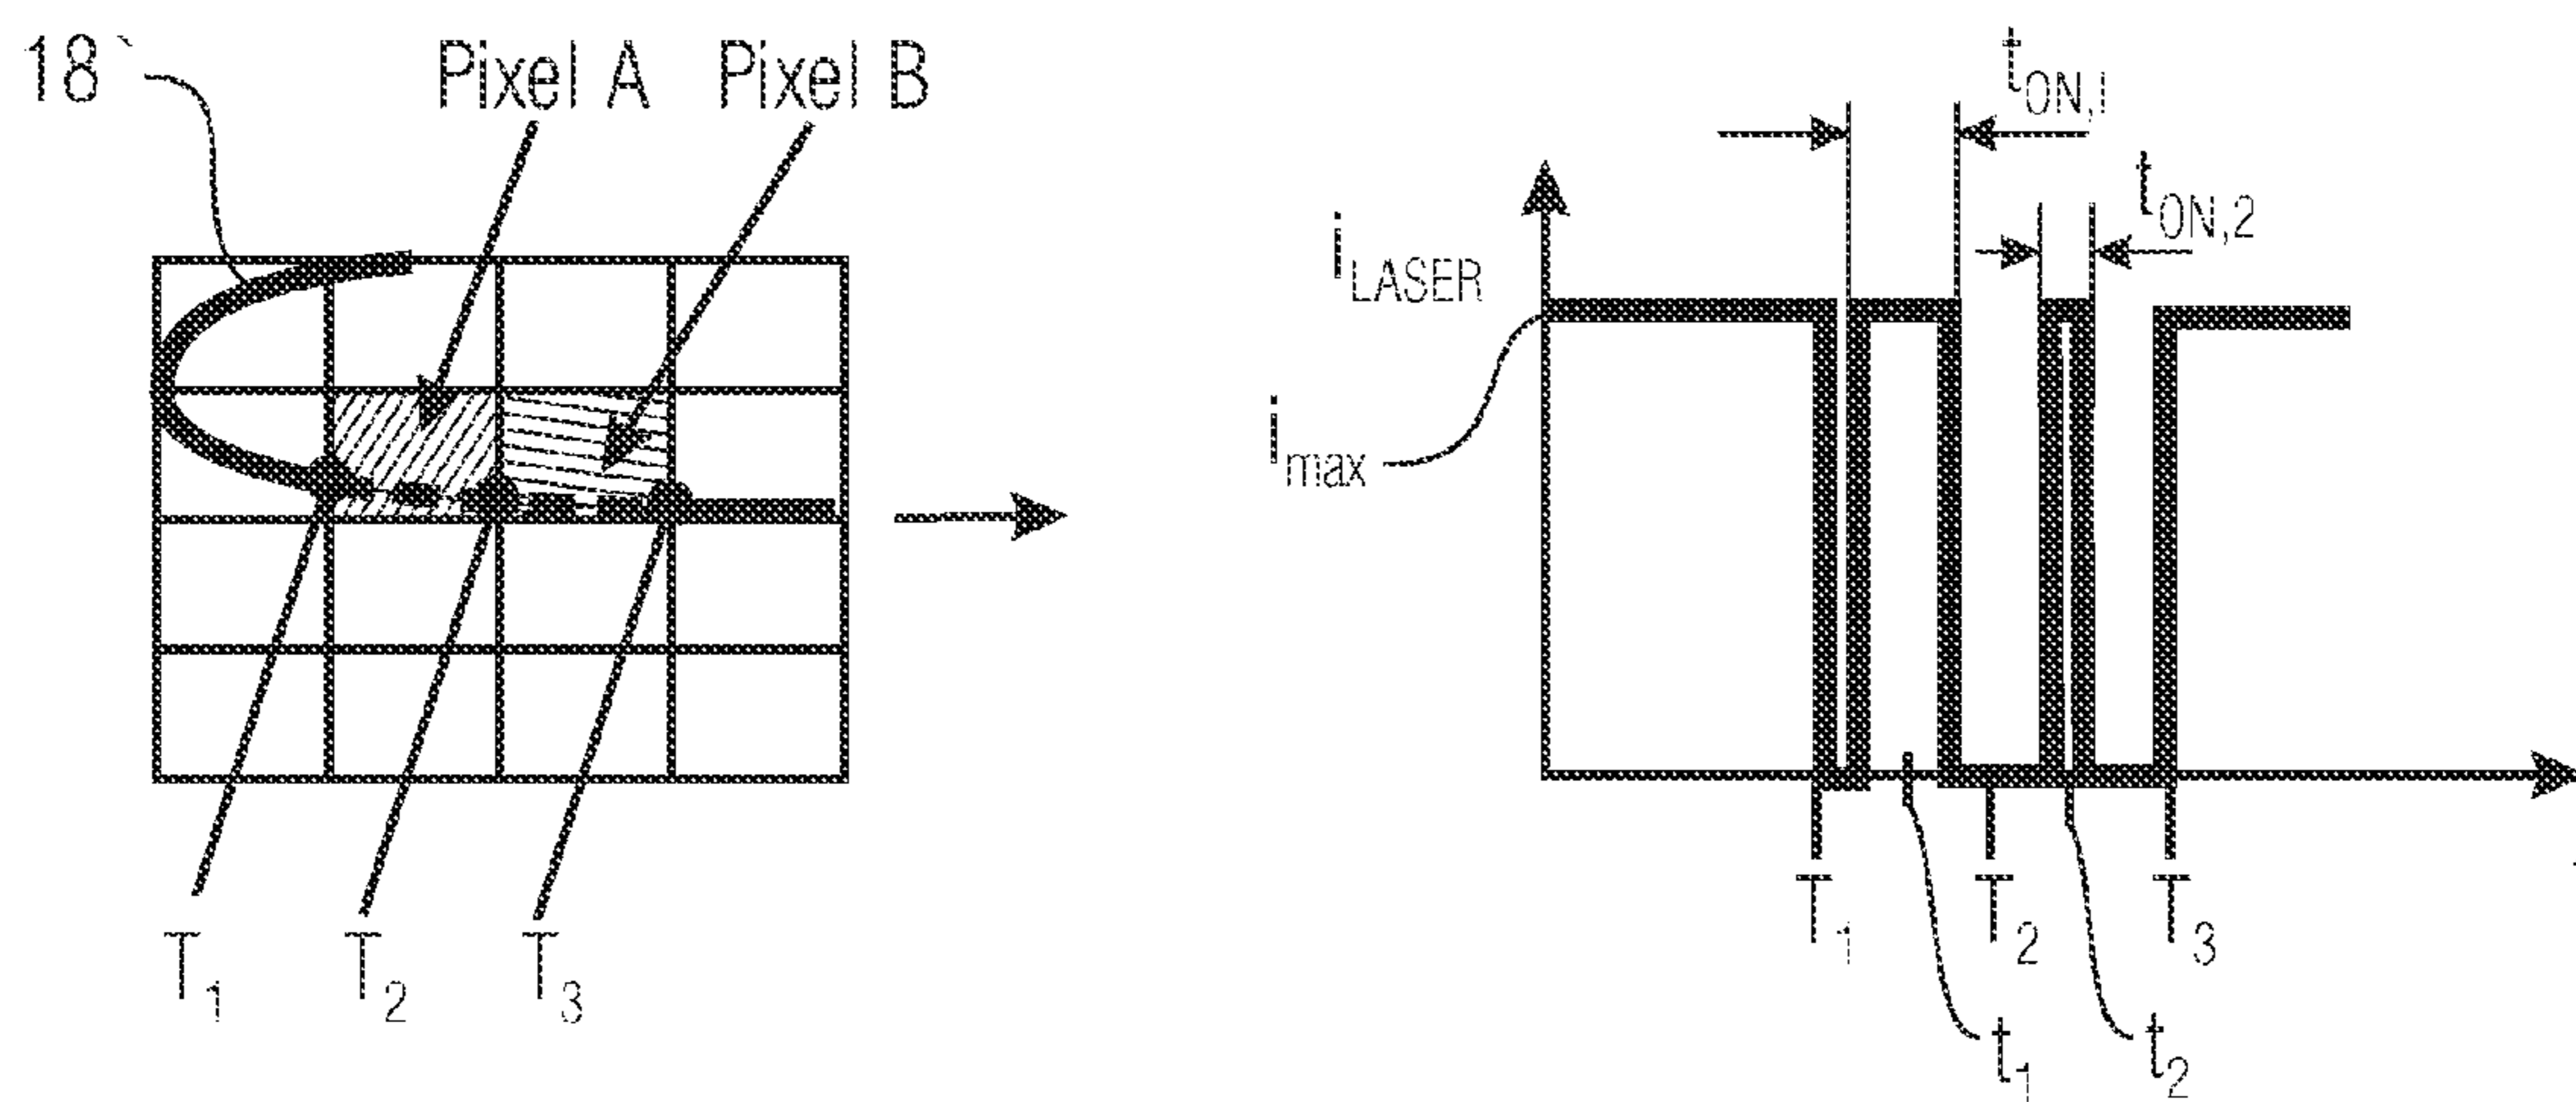 18`
Pixel A Pixel B
T1 T2 T3
tON,1
tON,2
iLASER
imax
T1 T2 T3
t1 t2